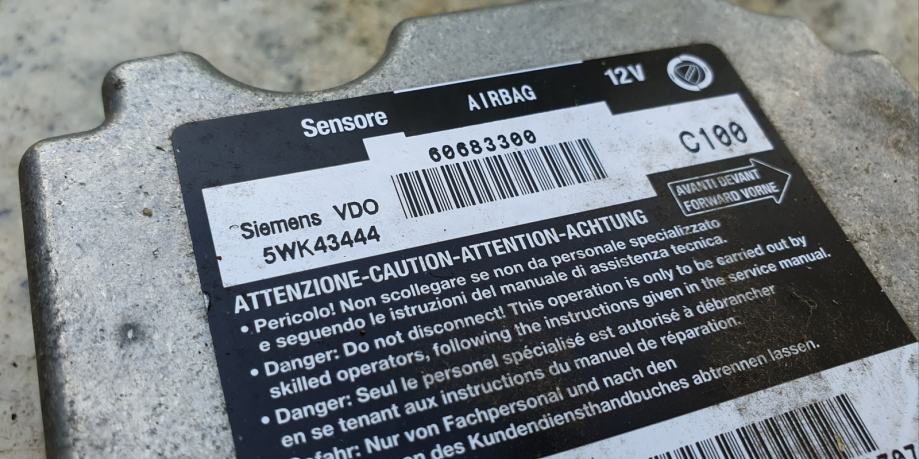 Sensore AIRBAG 12V
60683300
C100
Siemens VDO
5WK43444
AVANTI DEVANT
FORWARD VORNE
ATTENZIONE-CAUTION-ATTENTION-ACHTUNG
• Pericolo! Non scollegare se non da personale specializzato
e seguendo le istruzioni del manuale di assistenza tecnica.
• Danger: Do not disconnect! This operation is only to be carried out by
skilled operators, following the instructions given in the service manual.
• Danger: Seul le personel spécialisé est autorisé à débrancher
en se tenant aux instructions du manuel de réparation.
Nur von Fachpersonal und nach den
des Kundendiensthandbuches abtrennen lassen.